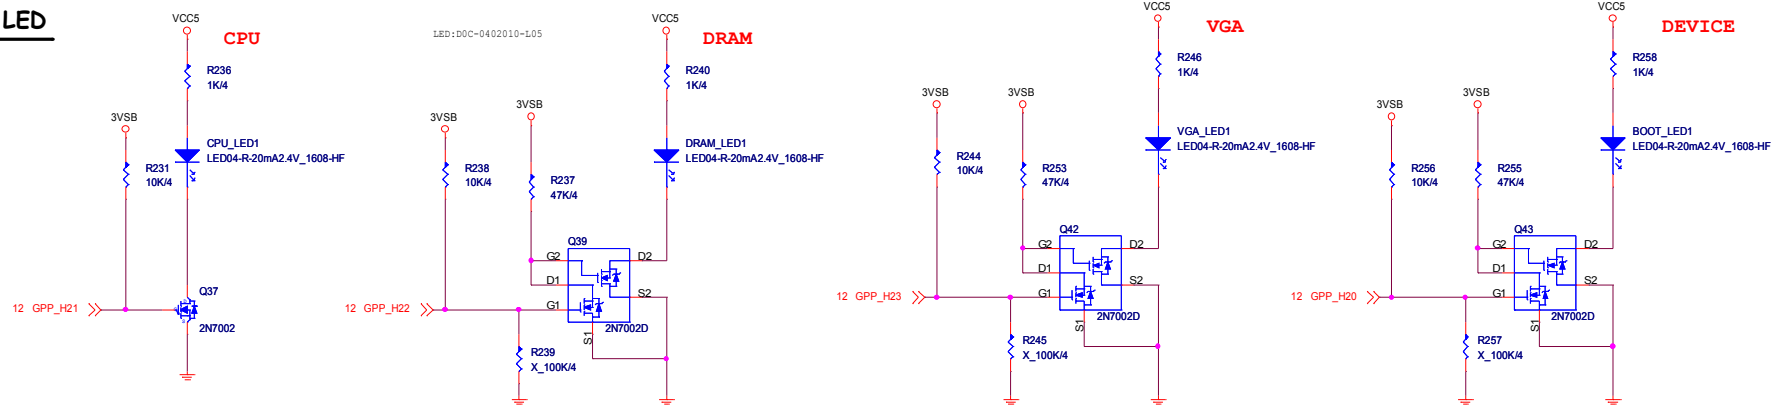 LED
CPU
VCC5
R236
1K/4
3VSB
R231
10K/4
CPU_LED1
LED04-R-20mA2.4V_1608-HF
12 GPP_H21
Q37
2N7002
LED:D0C-0402010-L05
DRAM
VCC5
R240
1K/4
3VSB
R238
10K/4
3VSB
R237
47K/4
DRAM_LED1
LED04-R-20mA2.4V_1608-HF
Q39
G2
D2
D1
S2
G1
S1
2N7002D
12 GPP_H22
R239
X_100K/4
VGA
VCC5
R246
1K/4
3VSB
R244
10K/4
3VSB
R253
47K/4
VGA_LED1
LED04-R-20mA2.4V_1608-HF
Q42
G2
D2
D1
S2
G1
S1
2N7002D
12 GPP_H23
R245
X_100K/4
DEVICE
VCC5
R258
1K/4
3VSB
R256
10K/4
3VSB
R255
47K/4
BOOT_LED1
LED04-R-20mA2.4V_1608-HF
Q43
G2
D2
D1
S2
G1
S1
2N7002D
12 GPP_H20
R257
X_100K/4